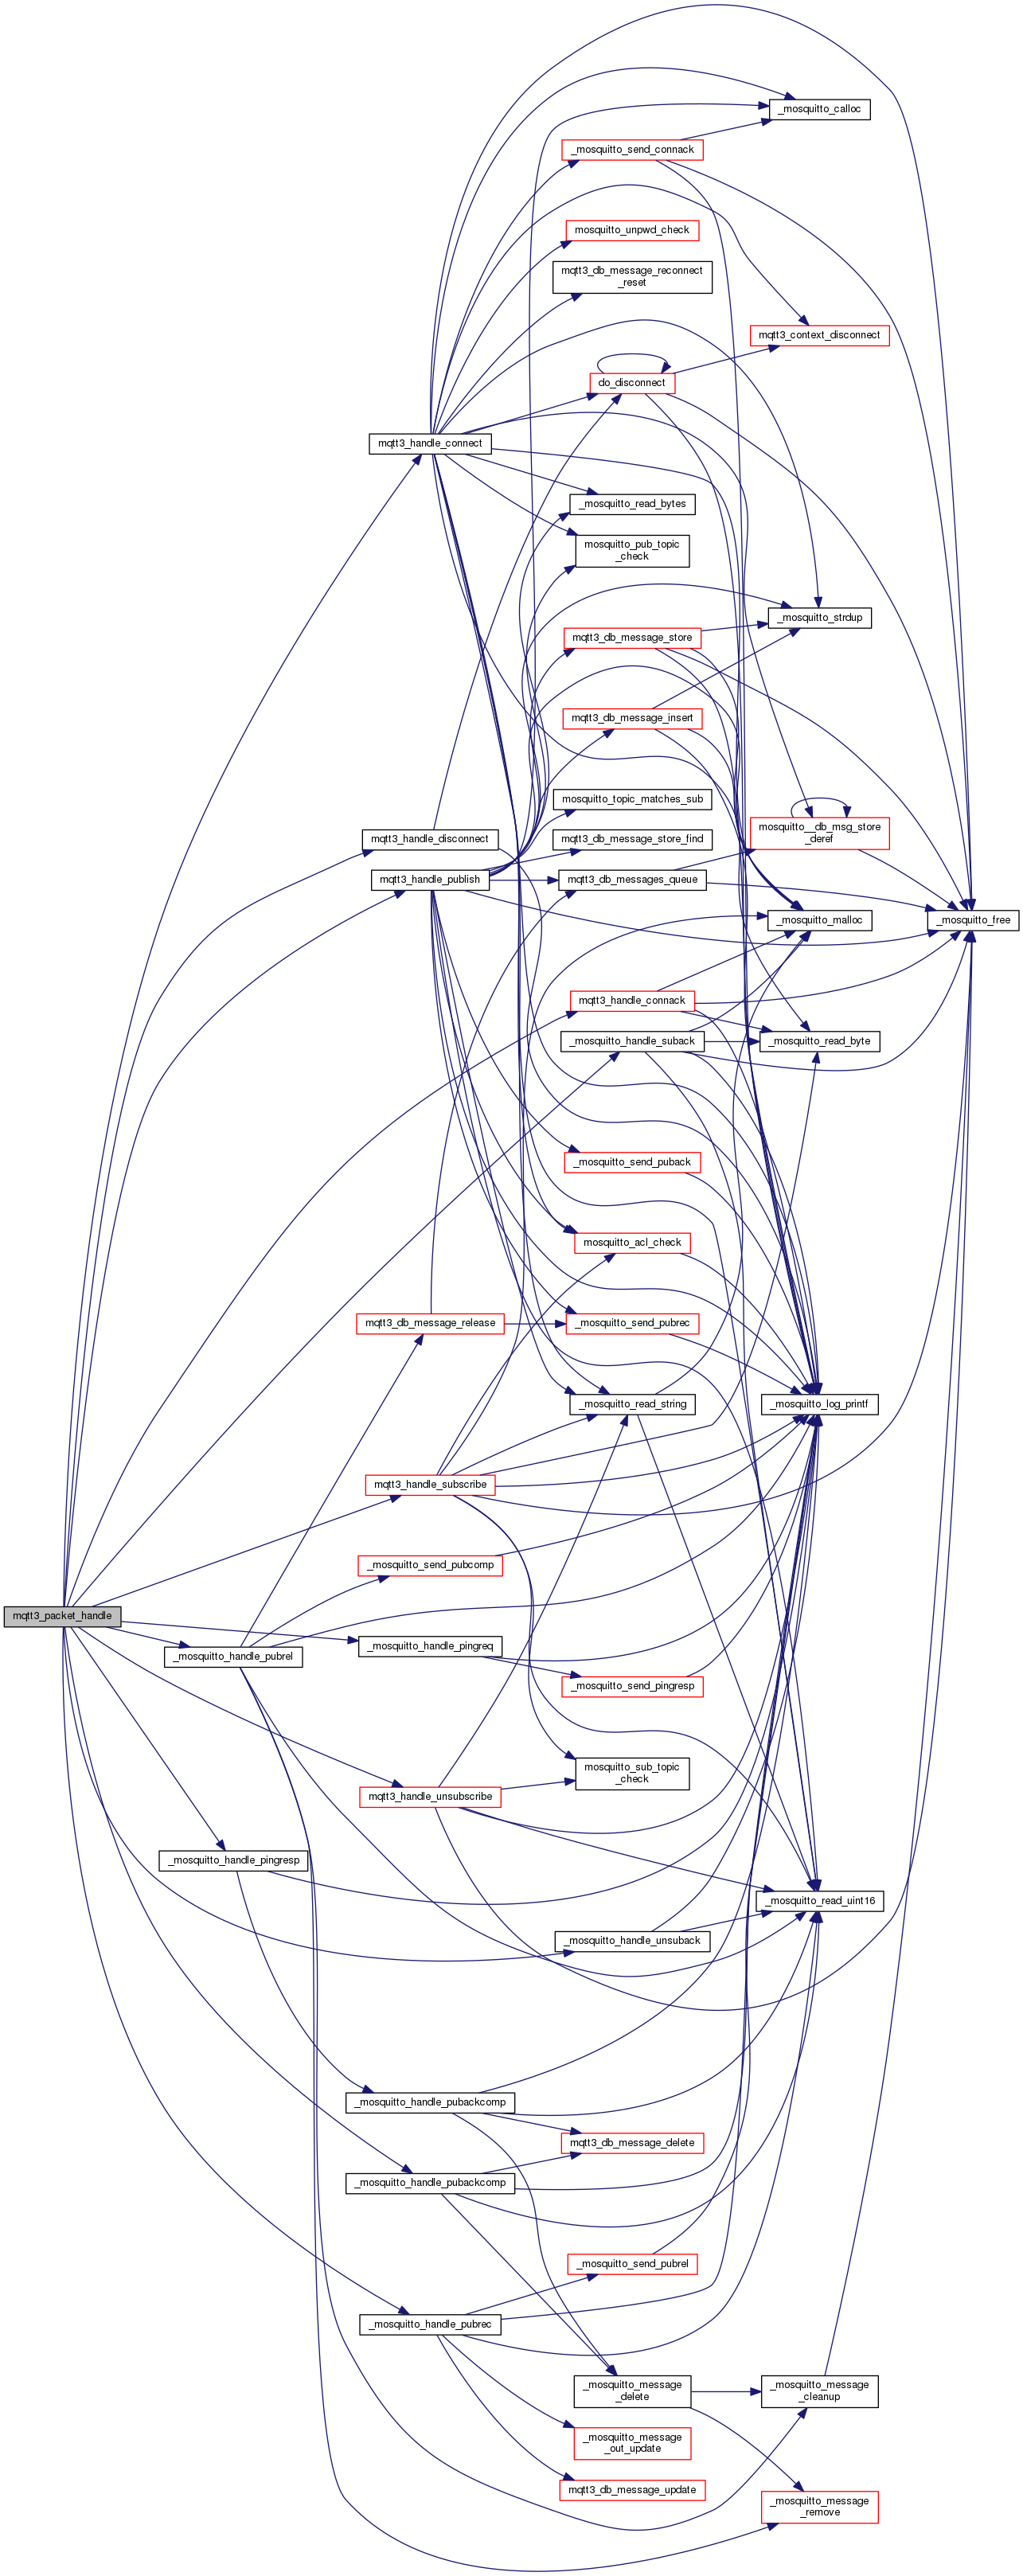 _mosquitto_calloc
_mosquitto_send_connack
mosquitto_unpwd_check
mqtt3_db_message_reconnect
_reset
mqtt3_context_disconnect
do_disconnect
mqtt3_handle_connect
_mosquitto_read_bytes
mosquitto_pub_topic
_check
_mosquitto_strdup
mqtt3_db_message_store
mqtt3_db_message_insert
mosquitto_topic_matches_sub
mosquitto__db_msg_store
_deref
mqtt3_handle_disconnect
mqtt3_db_message_store_find
mqtt3_handle_publish
mqtt3_db_messages_queue
_mosquitto_malloc
_mosquitto_free
mqtt3_handle_connack
_mosquitto_handle_suback
_mosquitto_read_byte
_mosquitto_send_puback
mosquitto_acl_check
mqtt3_db_message_release
_mosquitto_send_pubrec
_mosquitto_read_string
_mosquitto_log_printf
mqtt3_handle_subscribe
_mosquitto_send_pubcomp
mqtt3_packet_handle
_mosquitto_handle_pubrel
_mosquitto_handle_pingreq
_mosquitto_send_pingresp
mosquitto_sub_topic
_check
mqtt3_handle_unsubscribe
_mosquitto_handle_pingresp
_mosquitto_read_uint16
_mosquitto_handle_unsuback
_mosquitto_handle_pubackcomp
mqtt3_db_message_delete
_mosquitto_handle_pubackcomp
_mosquitto_send_pubrel
_mosquitto_handle_pubrec
_mosquitto_message
_delete
_mosquitto_message
_cleanup
_mosquitto_message
_out_update
mqtt3_db_message_update
_mosquitto_message
_remove